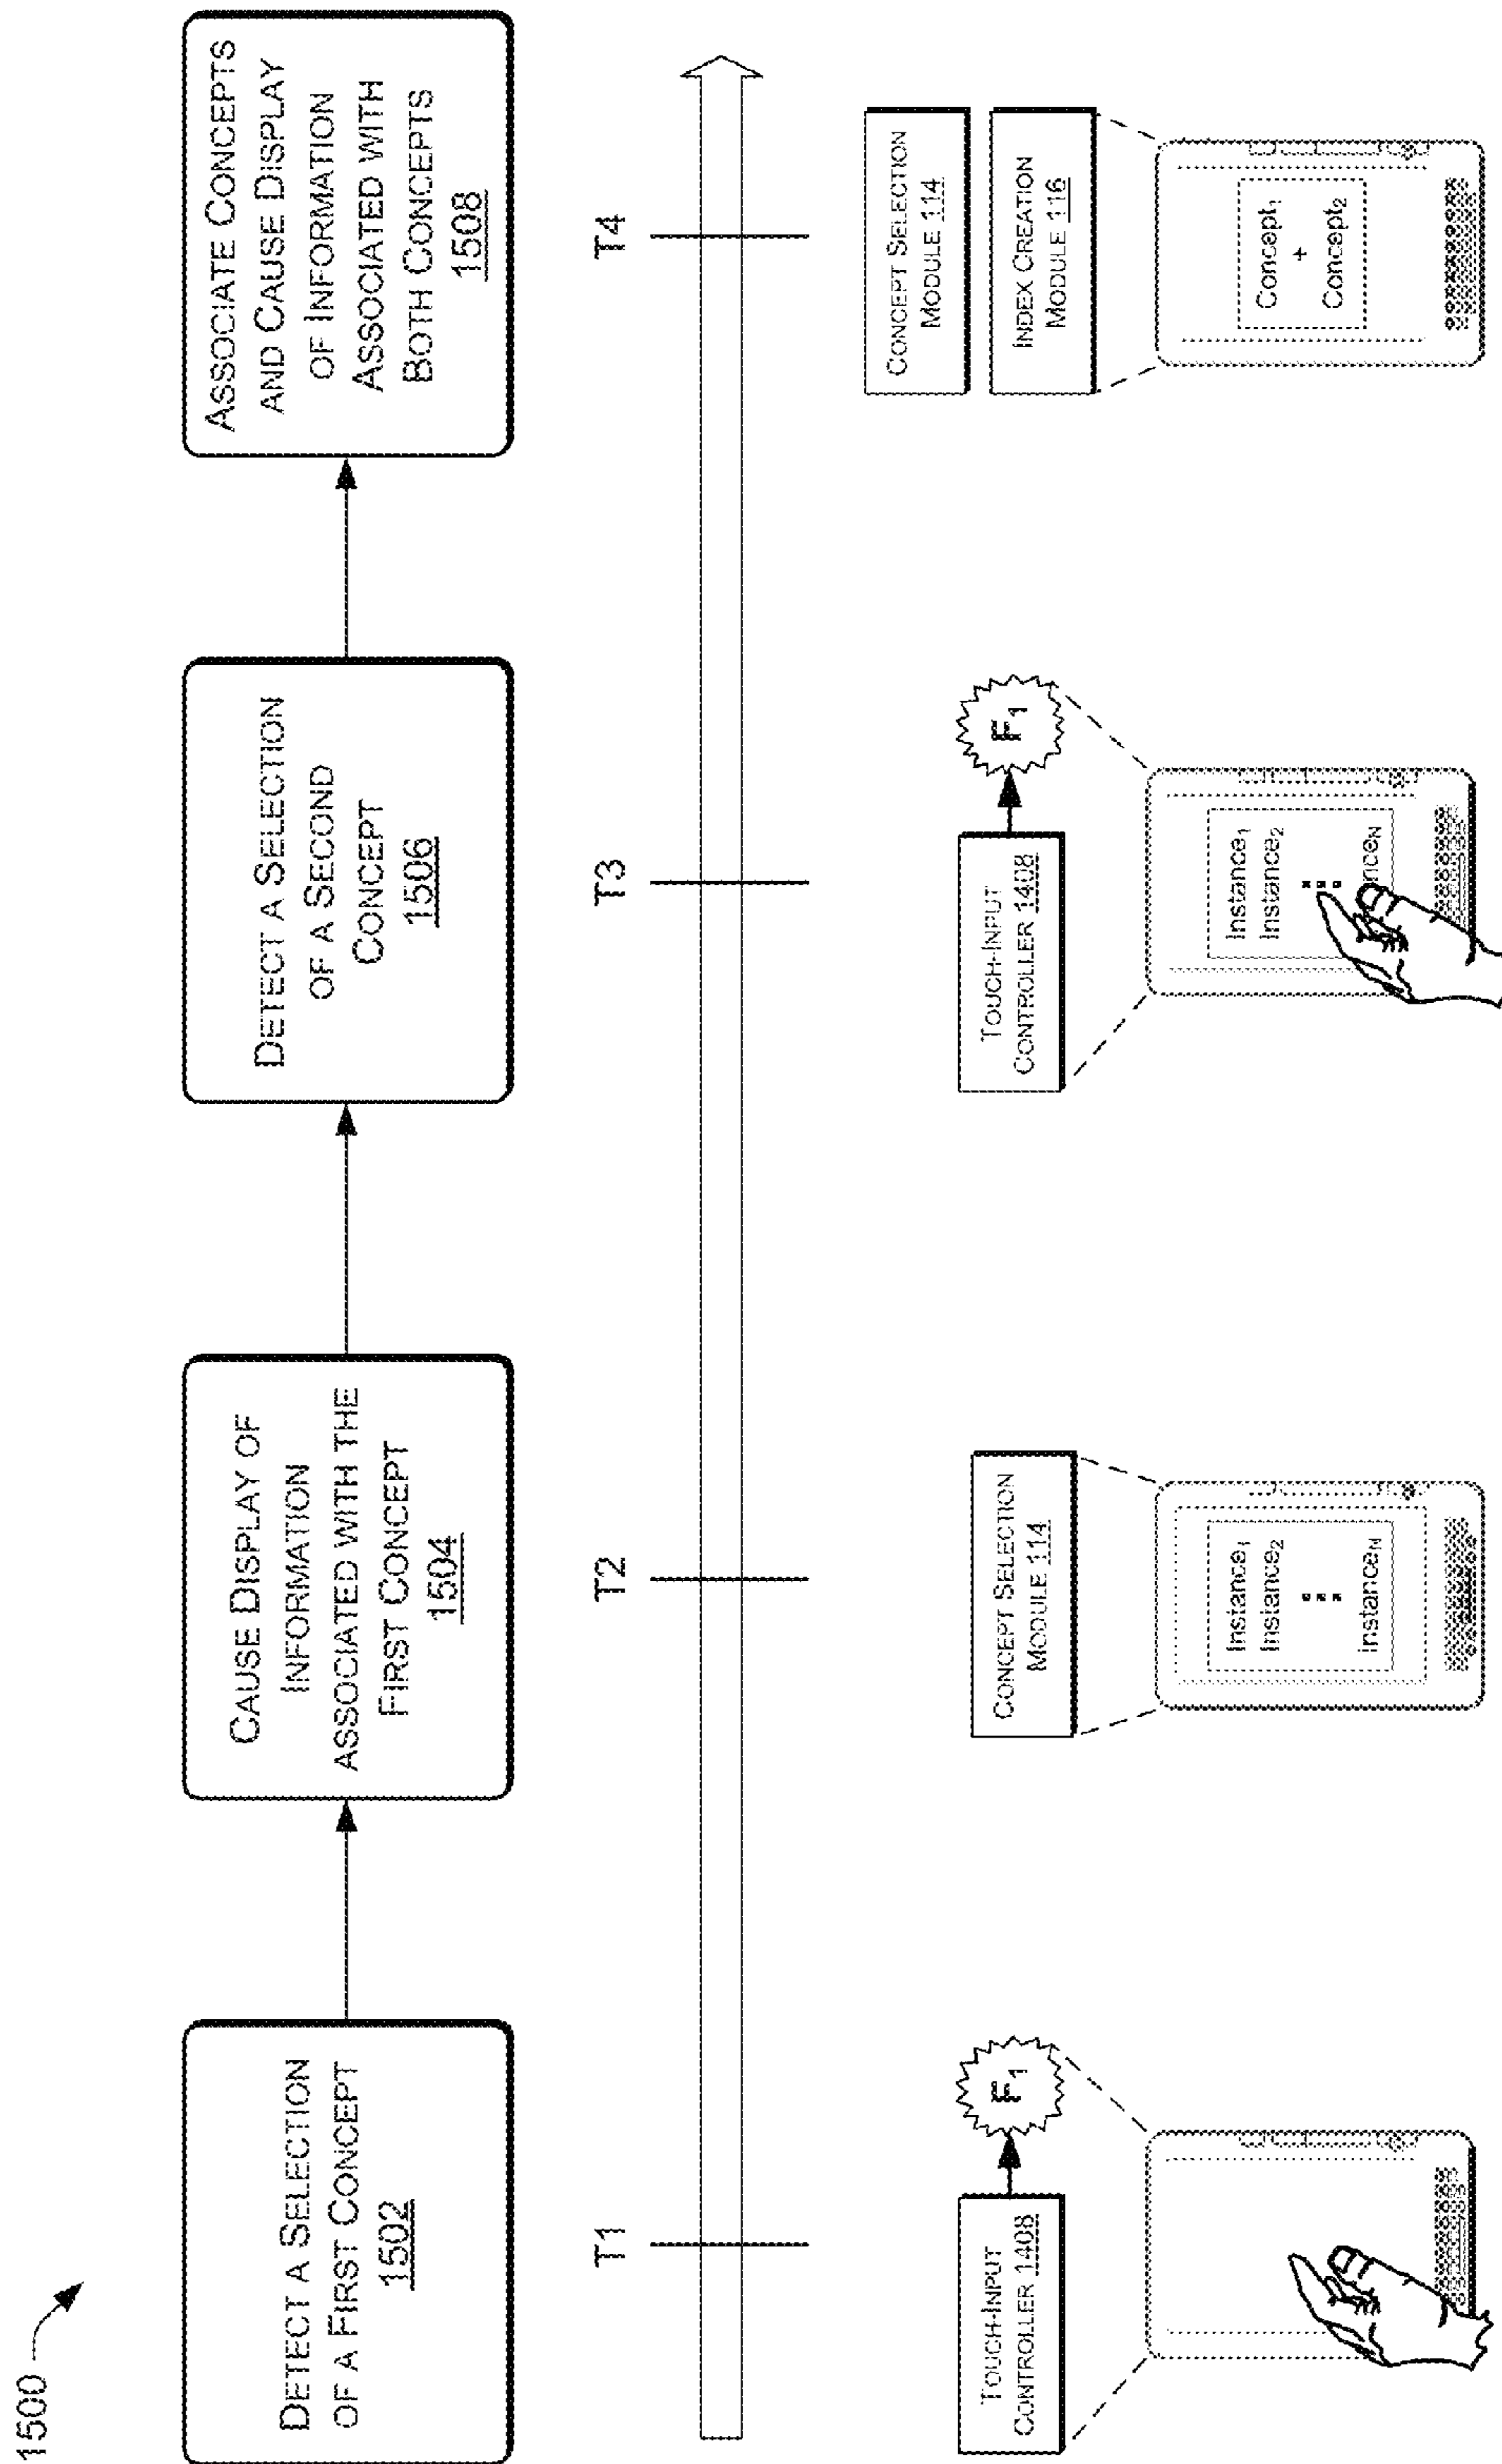 1500
DETECT A SELECTION
OF A FIRST CONCEPT
1502
CAUSE DISPLAY OF
INFORMATION
ASSOCIATED WITH THE
FIRST CONCEPT
1504
DETECT A SELECTION
OF A SECOND
CONCEPT
1506
ASSOCIATE CONCEPTS
AND CAUSE DISPLAY
OF INFORMATION
ASSOCIATED WITH
BOTH CONCEPTS
1508
T1
T2
T3
T4
TOUCH-INPUT
CONTROLLER 1408
F₁
CONCEPT SELECTION
MODULE 114
Instance₁
Instance₂
Instance_N
TOUCH-INPUT
CONTROLLER 1408
F₁
Instance₁
Instance₂
nce_N
CONCEPT SELECTION
MODULE 114
INDEX CREATION
MODULE 116
Concept₁
+
Concept₂